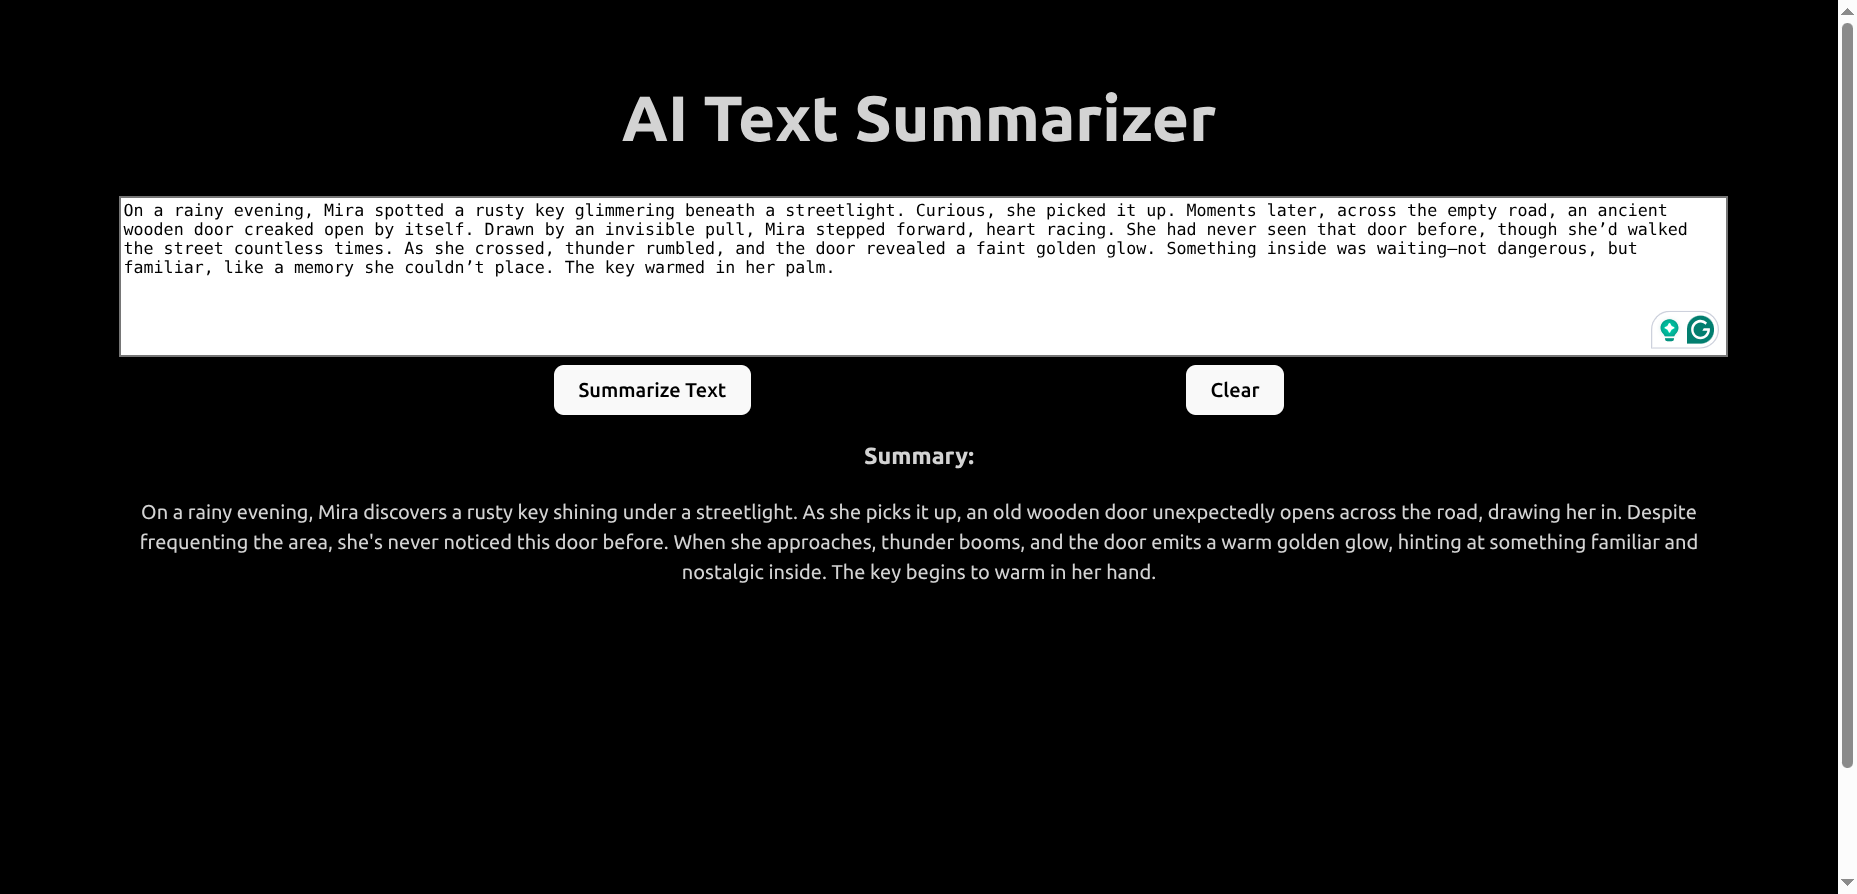 AI Text Summarizer
On a rainy evening, Mira spotted a rusty key glimmering beneath a streetlight. Curious, she picked it up. Moments later, across the empty road, an ancient
wooden door creaked open by itself. Drawn by an invisible pull, Mira stepped forward, heart racing. She had never seen that door before, though she’d walked
the street countless times. As she crossed, thunder rumbled, and the door revealed a faint golden glow. Something inside was waiting—not dangerous, but
familiar, like a memory she couldn’t place. The key warmed in her palm.
Summarize Text
Clear
Summary:
On a rainy evening, Mira discovers a rusty key shining under a streetlight. As she picks it up, an old wooden door unexpectedly opens across the road, drawing her in. Despite
frequenting the area, she's never noticed this door before. When she approaches, thunder booms, and the door emits a warm golden glow, hinting at something familiar and
nostalgic inside. The key begins to warm in her hand.